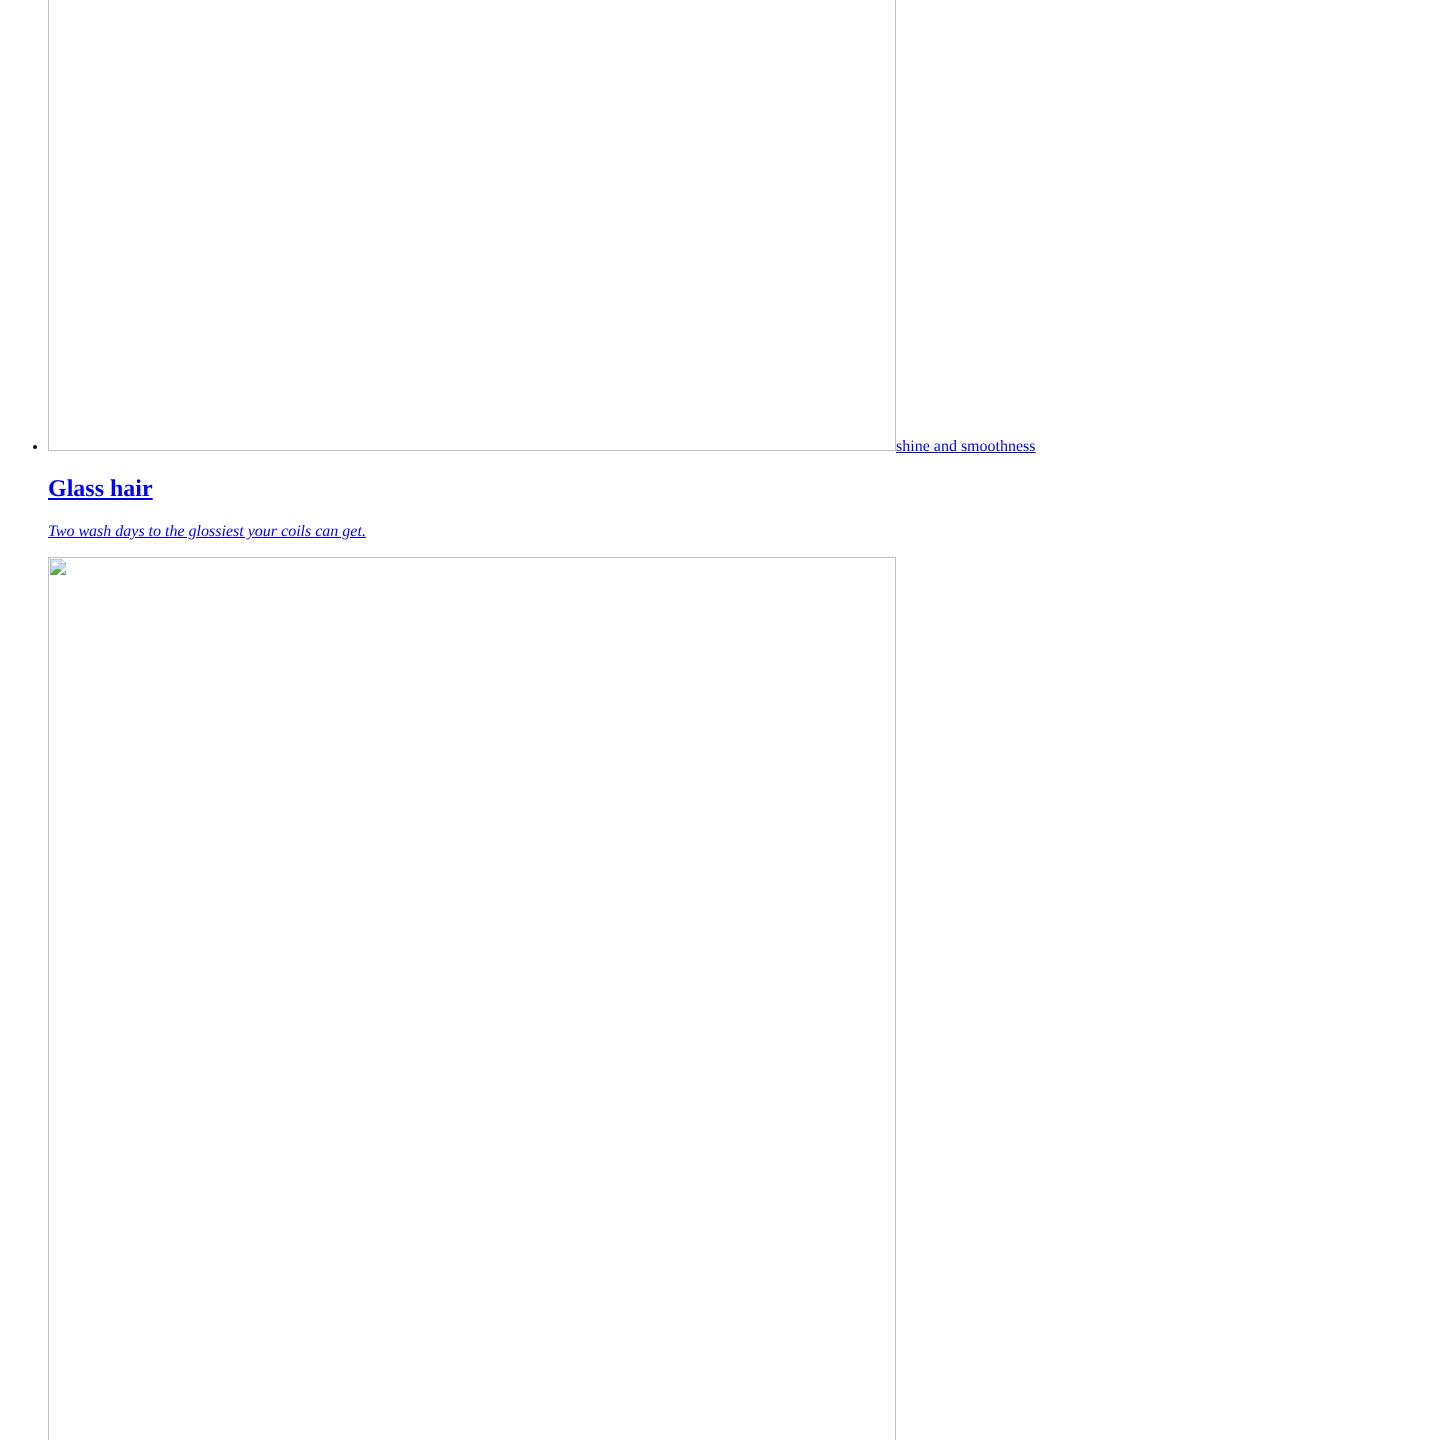 shine and smoothness
Glass hair
Two wash days to the glossiest your coils can get.